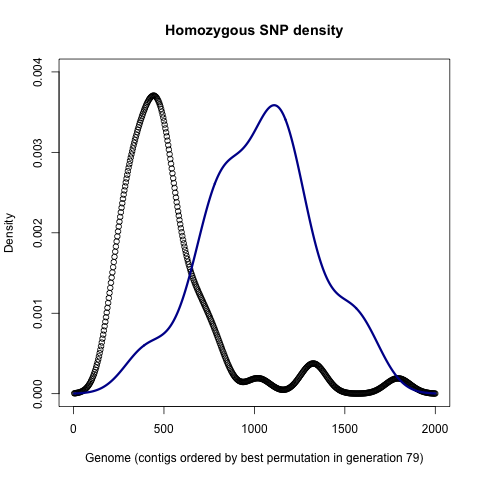 Homozygous SNP density
Density
0.004
0.003
0.002
0.001
0.000
0 500 1000 1500 2000
Genome (contigs ordered by best permutation in generation 79)